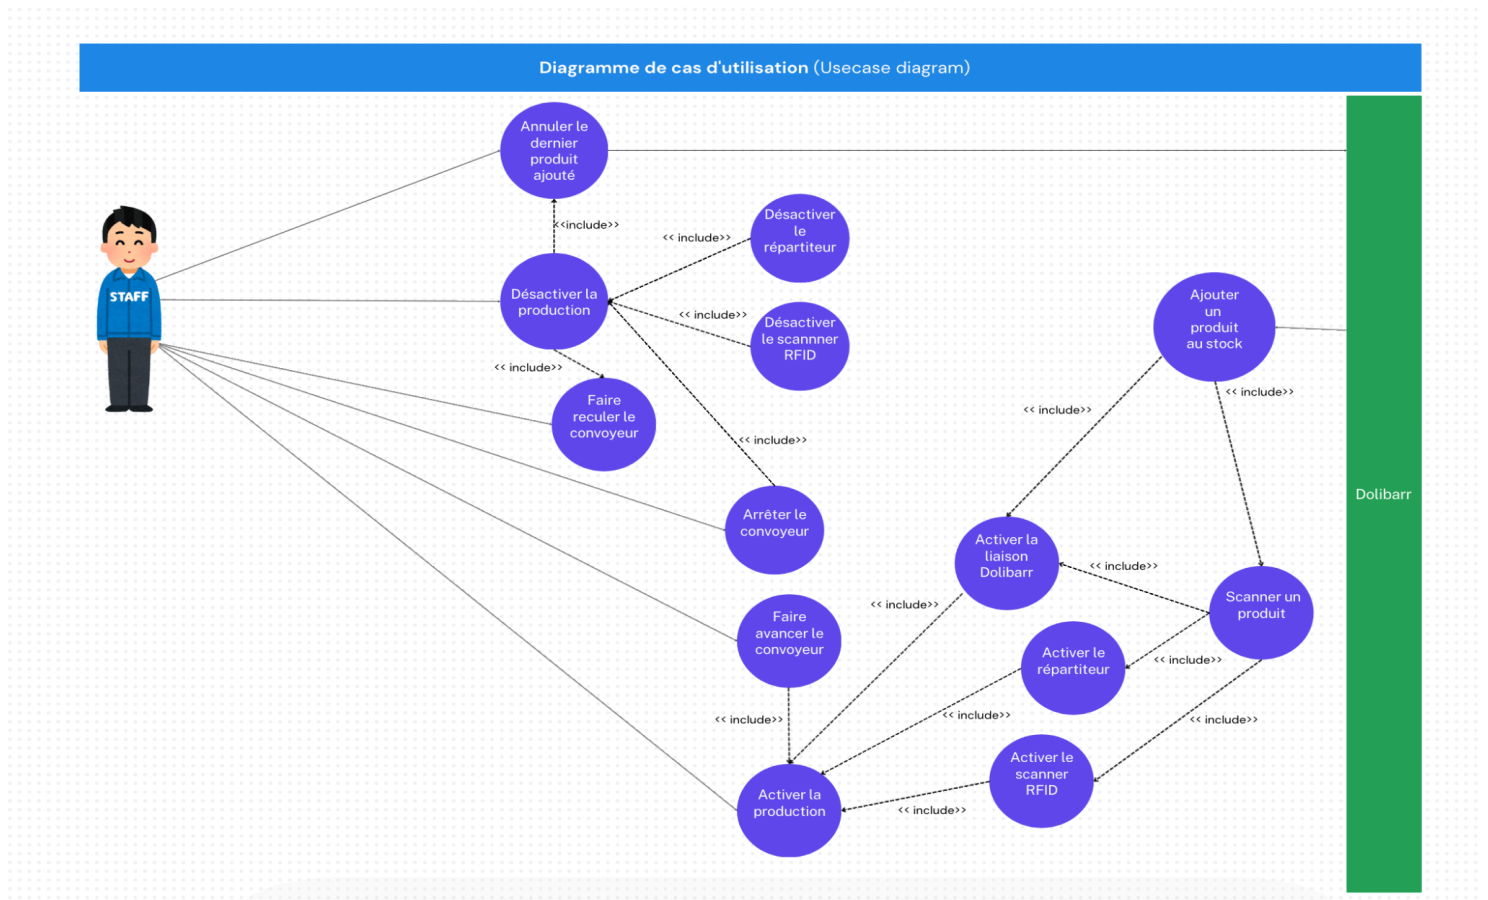 Diagramme de cas d'utilisation (Usecase diagram)
Annuler le
dernier
produit
ajouté
<<include>>
Désactiver
le
répartiteur
<< include>>
STAFF
Désactiver la
production
Ajouter
un
produit
au stock
<< include>>
Désactiver
le scannner
RFID
<< include>>
Faire
reculer le
convoyeur
<< include>>
<< include>>
<< include>>
Dolibarr
Arrêter le
convoyeur
Activer la
liaison
Dolibarr
<< include>>
Scanner un
produit
<< include>>
Faire
avancer le
convoyeur
Activer le
répartiteur
<< include>>
<< include>>
<< include>>
<< include>>
Activer le
scanner
RFID
Activer la
production
<< include>>